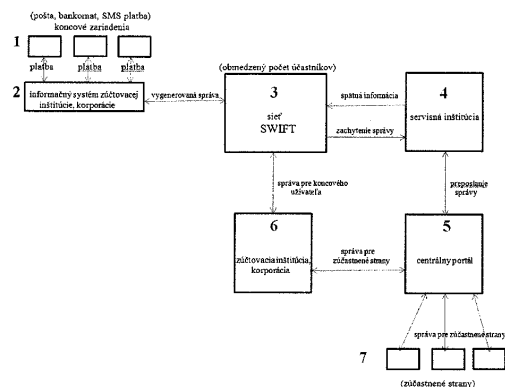 (pošta, bankomat, SMS platba)
koncové zariadenia
1
platba platba platba
2
informačný systém zúčtovacej
inštitúcie, korporácie
vygenerovaná správa
(obmedzený počet účastníkov)
3
sieť
SWIFT
spätná informácia
zachytenie správy
4
servisná inštitúcia
správa pre koncového
užívateľa
preposlanie
správy
6
zúčtovacia inštitúcia,
korporácia
správa pre
zúčastnené strany
5
centrálny portál
správa pre zúčastnené strany
7
(zúčastnené strany)